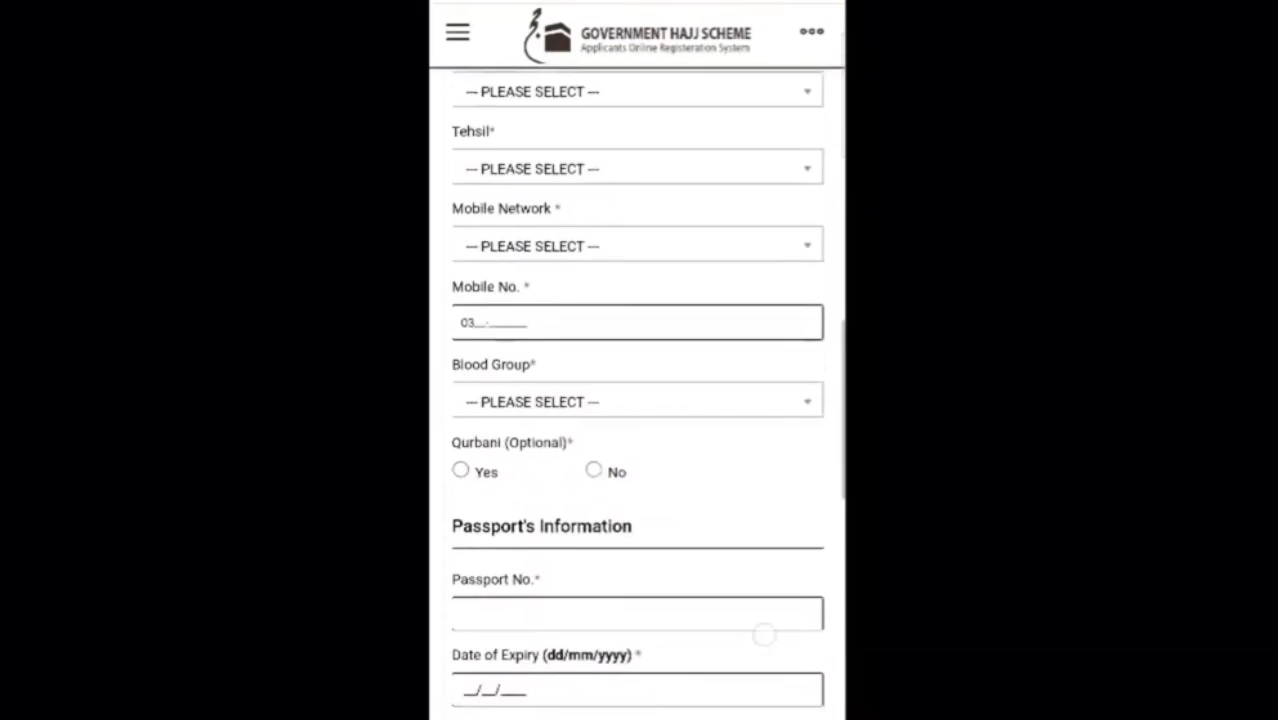 GOVERNMENT HAJJ SCHEME
Applicants Online Registeration System
--- PLEASE SELECT ---
Tehsil*
--- PLEASE SELECT ---
Mobile Network *
--- PLEASE SELECT ---
Mobile No. *
03__-_______
Blood Group*
--- PLEASE SELECT ---
Qurbani (Optional)*
Yes No
Passport's Information
Passport No.*
Date of Expiry (dd/mm/yyyy) *
__/__/____